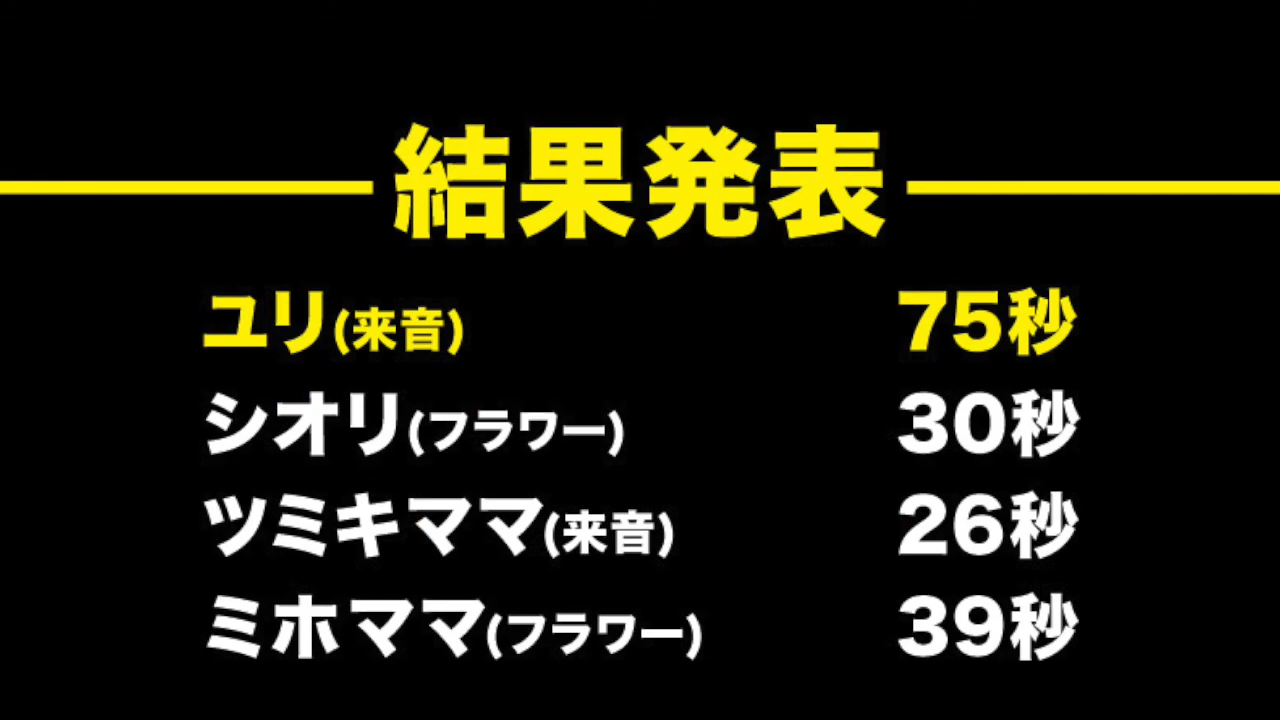 結果発表
ユリ(来音) 75秒
シオリ(フラワー) 30秒
ツミキママ(来音) 26秒
ミホママ(フラワー) 39秒